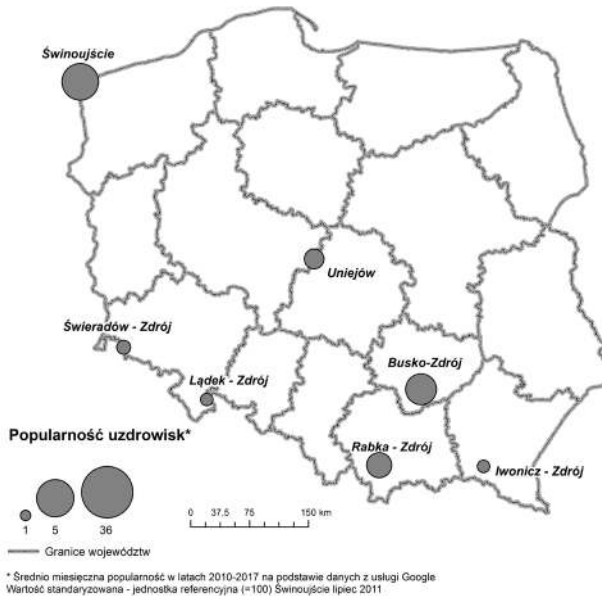 Świnoujście
Uniejów
Świeradów - Zdrój
Lądek - Zdrój
Busko-Zdrój
Rabka - Zdrój
Iwonicz - Zdrój
Popularność uzdrowisk*
1 5 36
0 37.5 75 150 km
Granice województw
* Średnio miesięczna popularność w latach 2010-2017 na podstawie danych z usługi Google
Wartość standaryzowana - jednostka referencyjna (=100) Świnoujście lipiec 2011